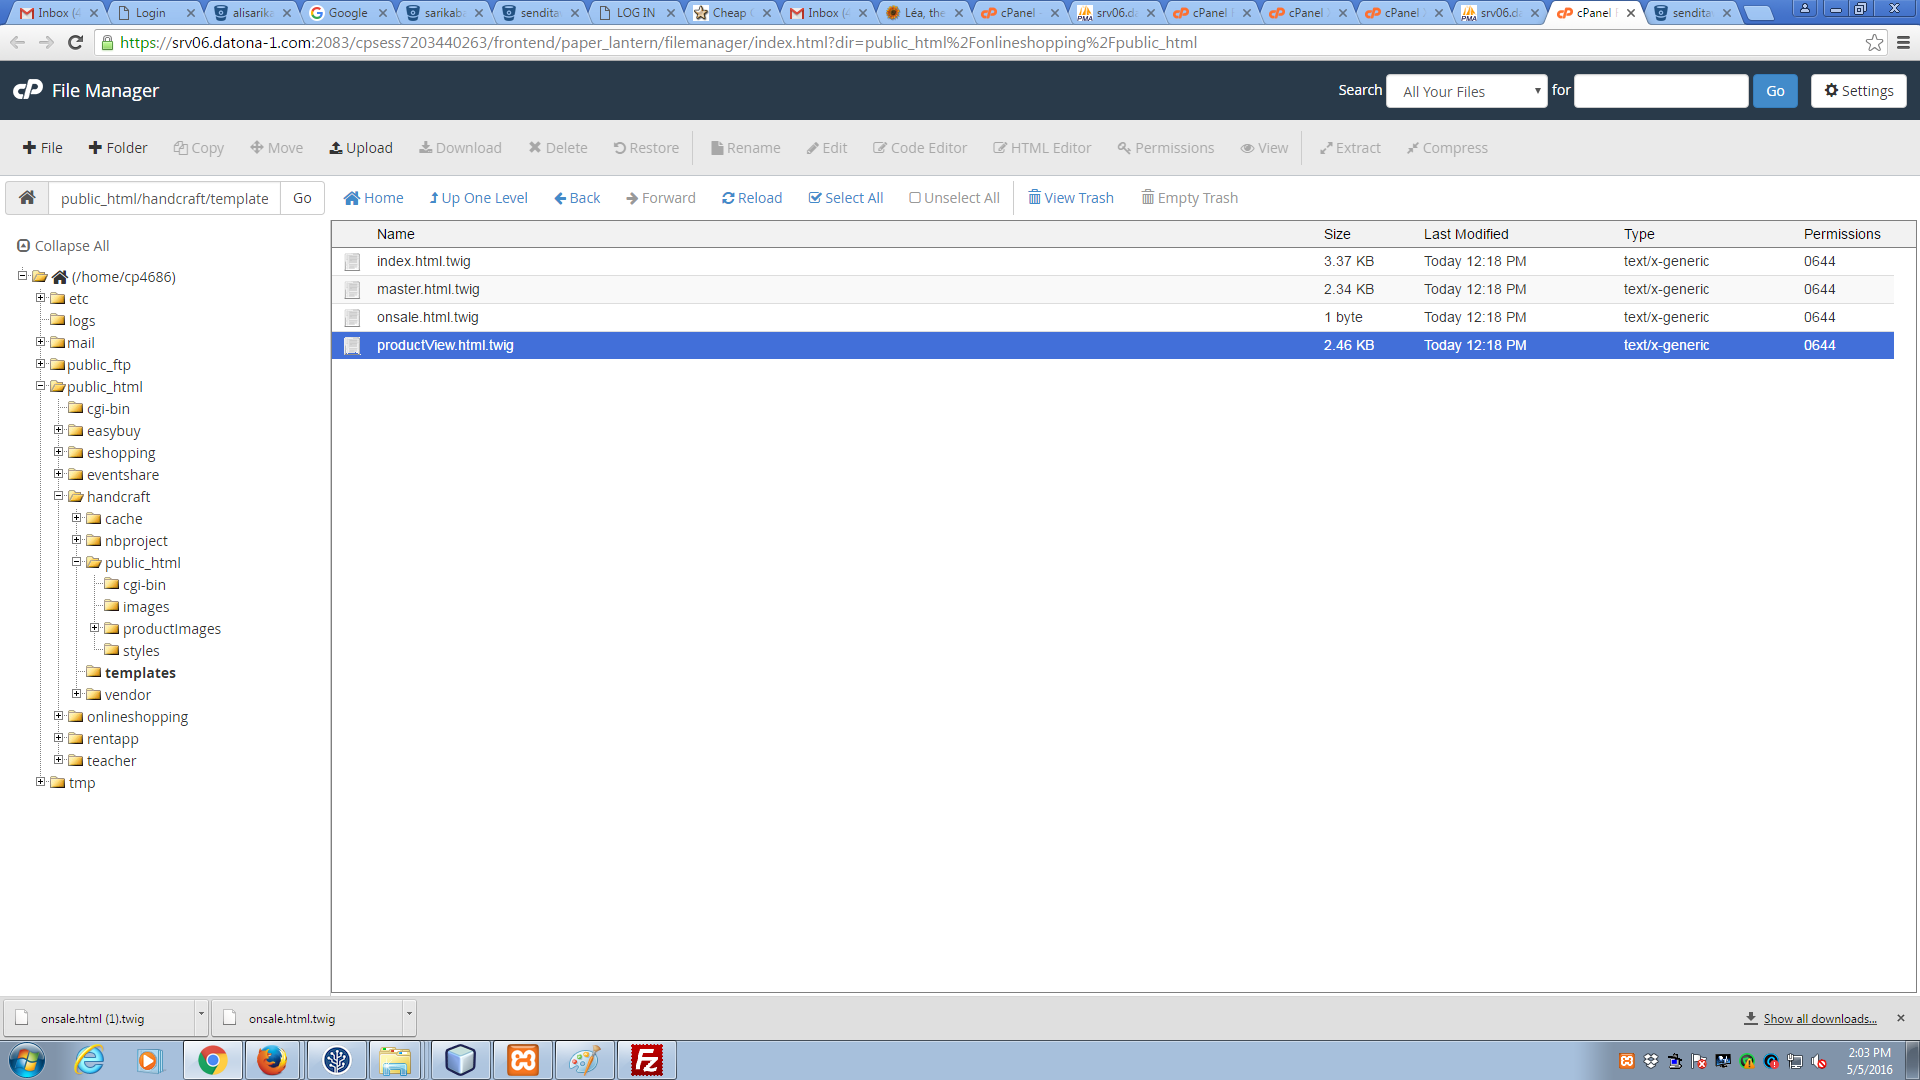 Inbox (4
Login
alisarika
Google
sarikaba
sendita
LOG IN
Cheap
Inbox (4
Léa, the
cPanel
srv06.da
cPanel
cPanel
cPanel
srv06.da
cPanel
sendita
https://srv06.datona-1.com:2083/cpsess7203440263/frontend/paper_lantern/filemanager/index.html?dir=public_html%2Fonlineshopping%2Fpublic_html
cP File Manager
Search All Your Files for Go Settings
File Folder Copy Move Upload Download Delete Restore Rename Edit Code Editor HTML Editor Permissions View Extract Compress
public_html/handcraft/template Go Home Up One Level Back Forward Reload Select All Unselect All View Trash Empty Trash
Collapse All
(/home/cp4686)
etc
logs
mail
public_ftp
public_html
cgi-bin
easybuy
eshopping
eventshare
handcraft
cache
nbproject
public_html
cgi-bin
images
productImages
styles
templates
vendor
onlineshopping
rentapp
teacher
tmp
Name Size Last Modified Type Permissions
index.html.twig 3.37 KB Today 12:18 PM text/x-generic 0644
master.html.twig 2.34 KB Today 12:18 PM text/x-generic 0644
onsale.html.twig 1 byte Today 12:18 PM text/x-generic 0644
productView.html.twig 2.46 KB Today 12:18 PM text/x-generic 0644
onsale.html (1).twig
onsale.html.twig
Show all downloads...
2:03 PM
5/5/2016